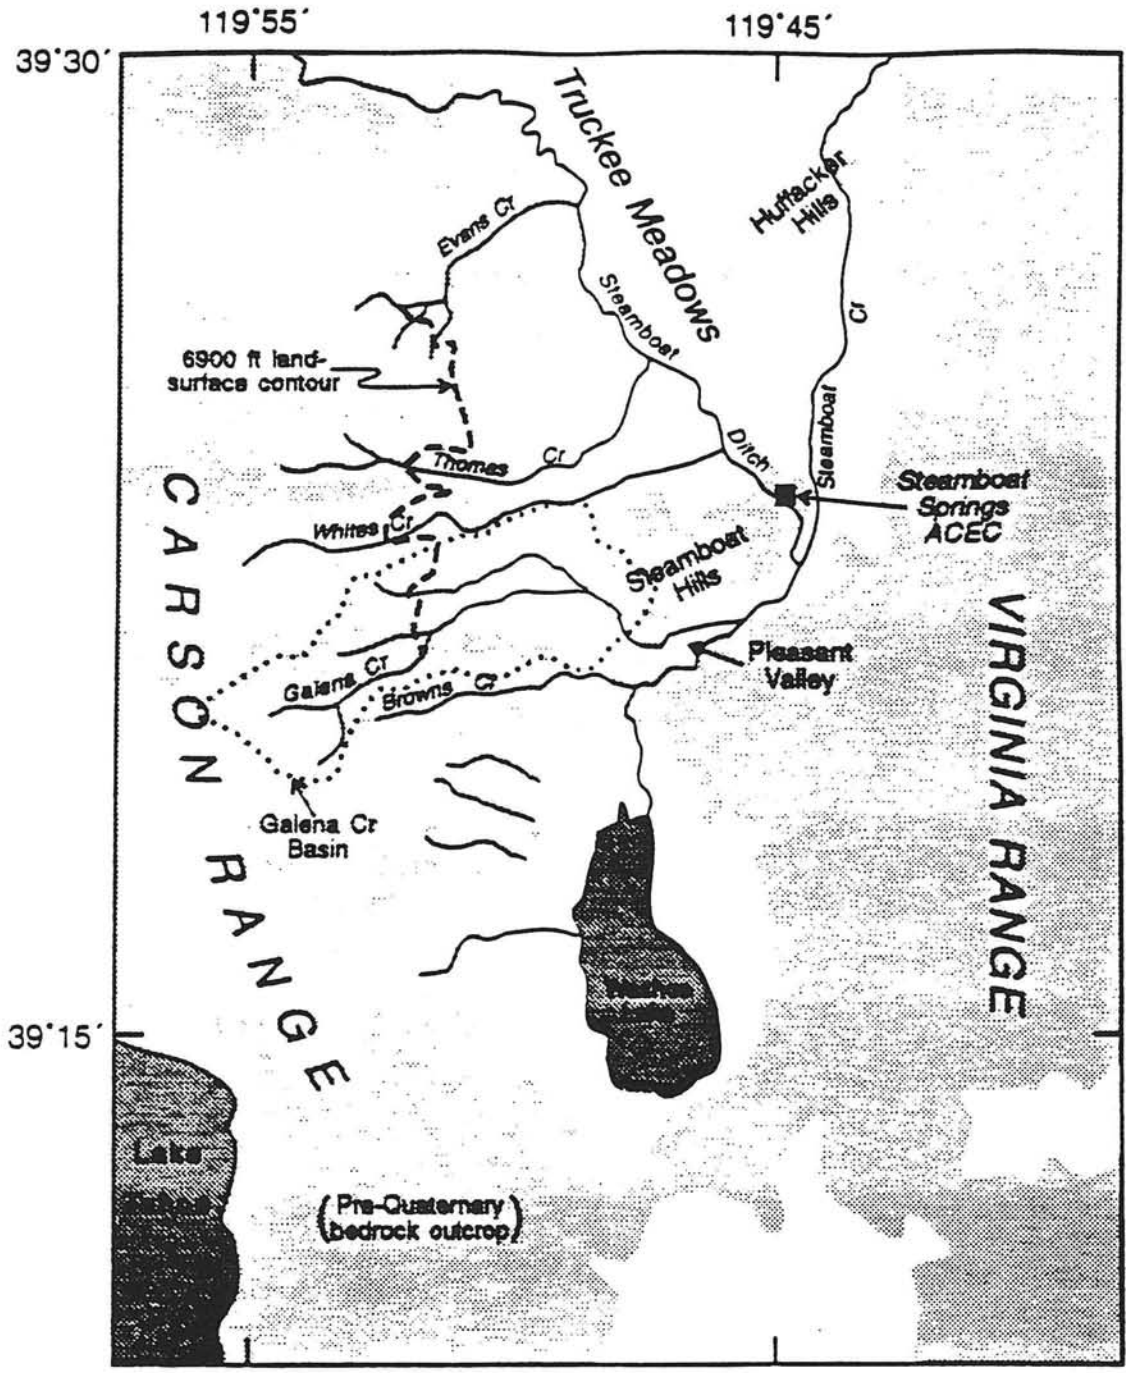 119°55′
119°45′
39°30′
Truckee Meadows
Huffacker
Hills
Evans Cr
Steamboat
Cr
6900 ft land-
surface contour
Steamboat
Ditch
Thomas
Cr
Steamboat
Springs
ACEC
Whites Cr
Steamboat
Hills
CARSON RANGE
VIRGINIA RANGE
Pleasant
Valley
Galena Cr
Browns Cr
Galena Cr
Basin
39°15′
Lake
(Pre-Quaternary
bedrock outcrop)